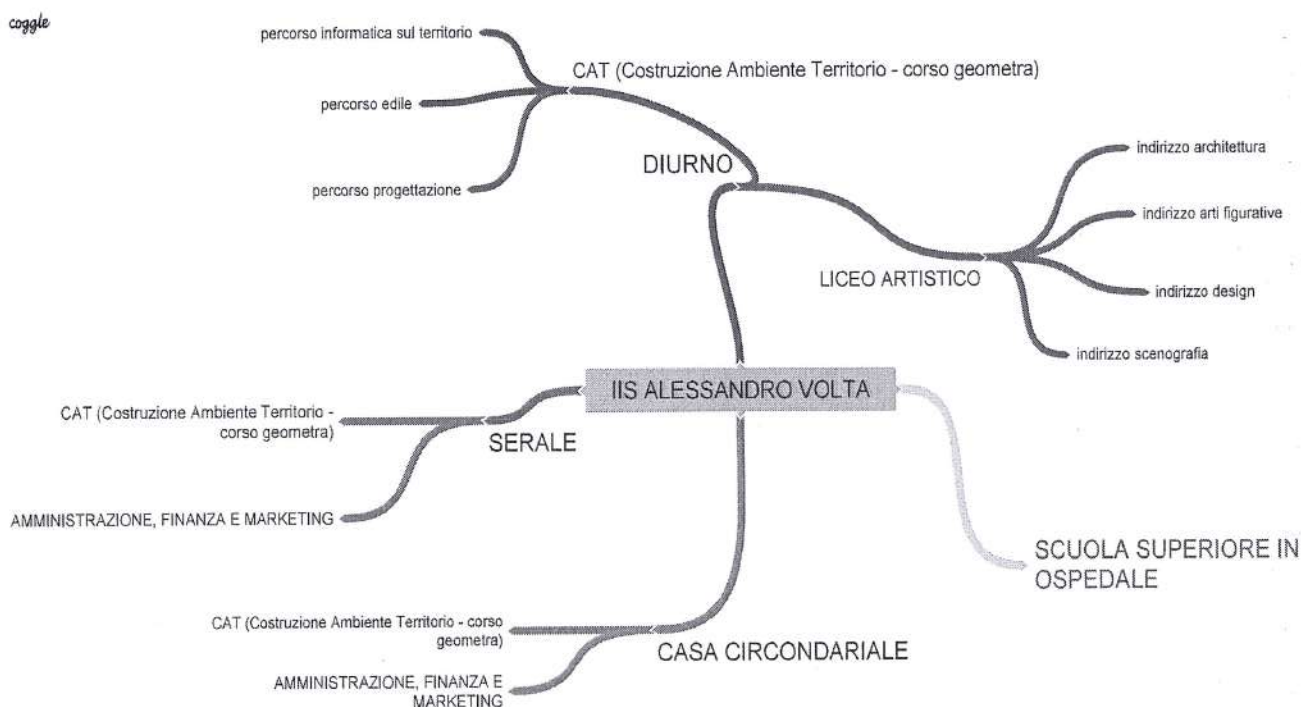 coggle
percorso informatica sul territorio
CAT (Costruzione Ambiente Territorio - corso geometra)
percorso edile
percorso progettazione
DIURNO
indirizzo architettura
indirizzo arti figurative
LICEO ARTISTICO
indirizzo design
indirizzo scenografia
IIS ALESSANDRO VOLTA
CAT (Costruzione Ambiente Territorio -
corso geometra)
SERALE
AMMINISTRAZIONE, FINANZA E MARKETING
SCUOLA SUPERIORE IN
OSPEDALE
CAT (Costruzione Ambiente Territorio - corso
geometra)
CASA CIRCONDARIALE
AMMINISTRAZIONE, FINANZA E
MARKETING